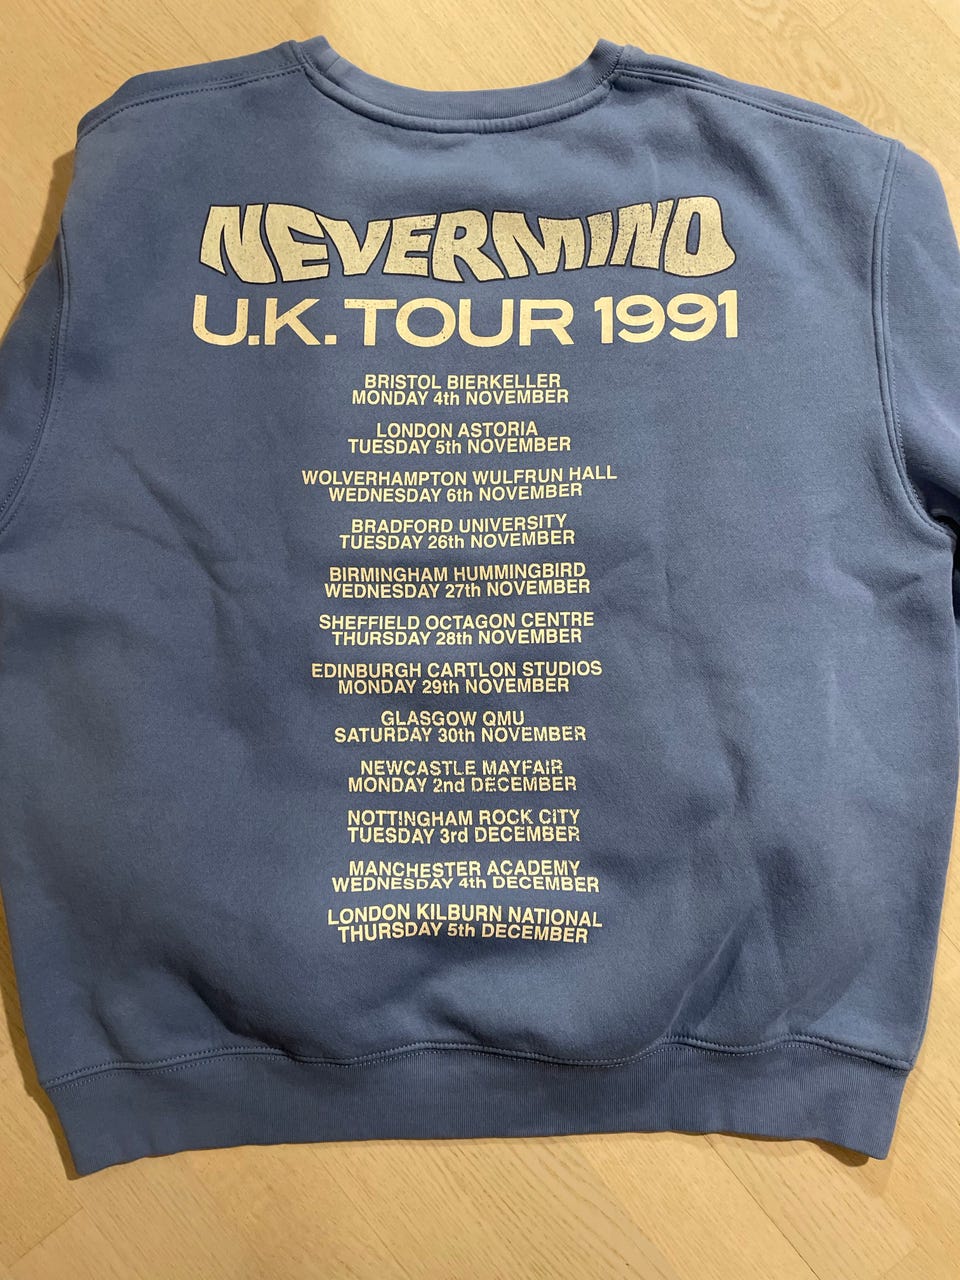 NEVERMIND
U.K. TOUR 1991
BRISTOL BIERKELLER
MONDAY 4th NOVEMBER
LONDON ASTORIA
TUESDAY 5th NOVEMBER
WOLVERHAMPTON WULFRUN HALL
WEDNESDAY 6th NOVEMBER
BRADFORD UNIVERSITY
TUESDAY 26th NOVEMBER
BIRMINGHAM HUMMINGBIRD
WEDNESDAY 27th NOVEMBER
SHEFFIELD OCTAGON CENTRE
THURSDAY 28th NOVEMBER
EDINBURGH CARTLON STUDIOS
MONDAY 29th NOVEMBER
GLASGOW QMU
SATURDAY 30th NOVEMBER
NEWCASTLE MAYFAIR
MONDAY 2nd DECEMBER
NOTTINGHAM ROCK CITY
TUESDAY 3rd DECEMBER
MANCHESTER ACADEMY
WEDNESDAY 4th DECEMBER
LONDON KILBURN NATIONAL
THURSDAY 5th DECEMBER